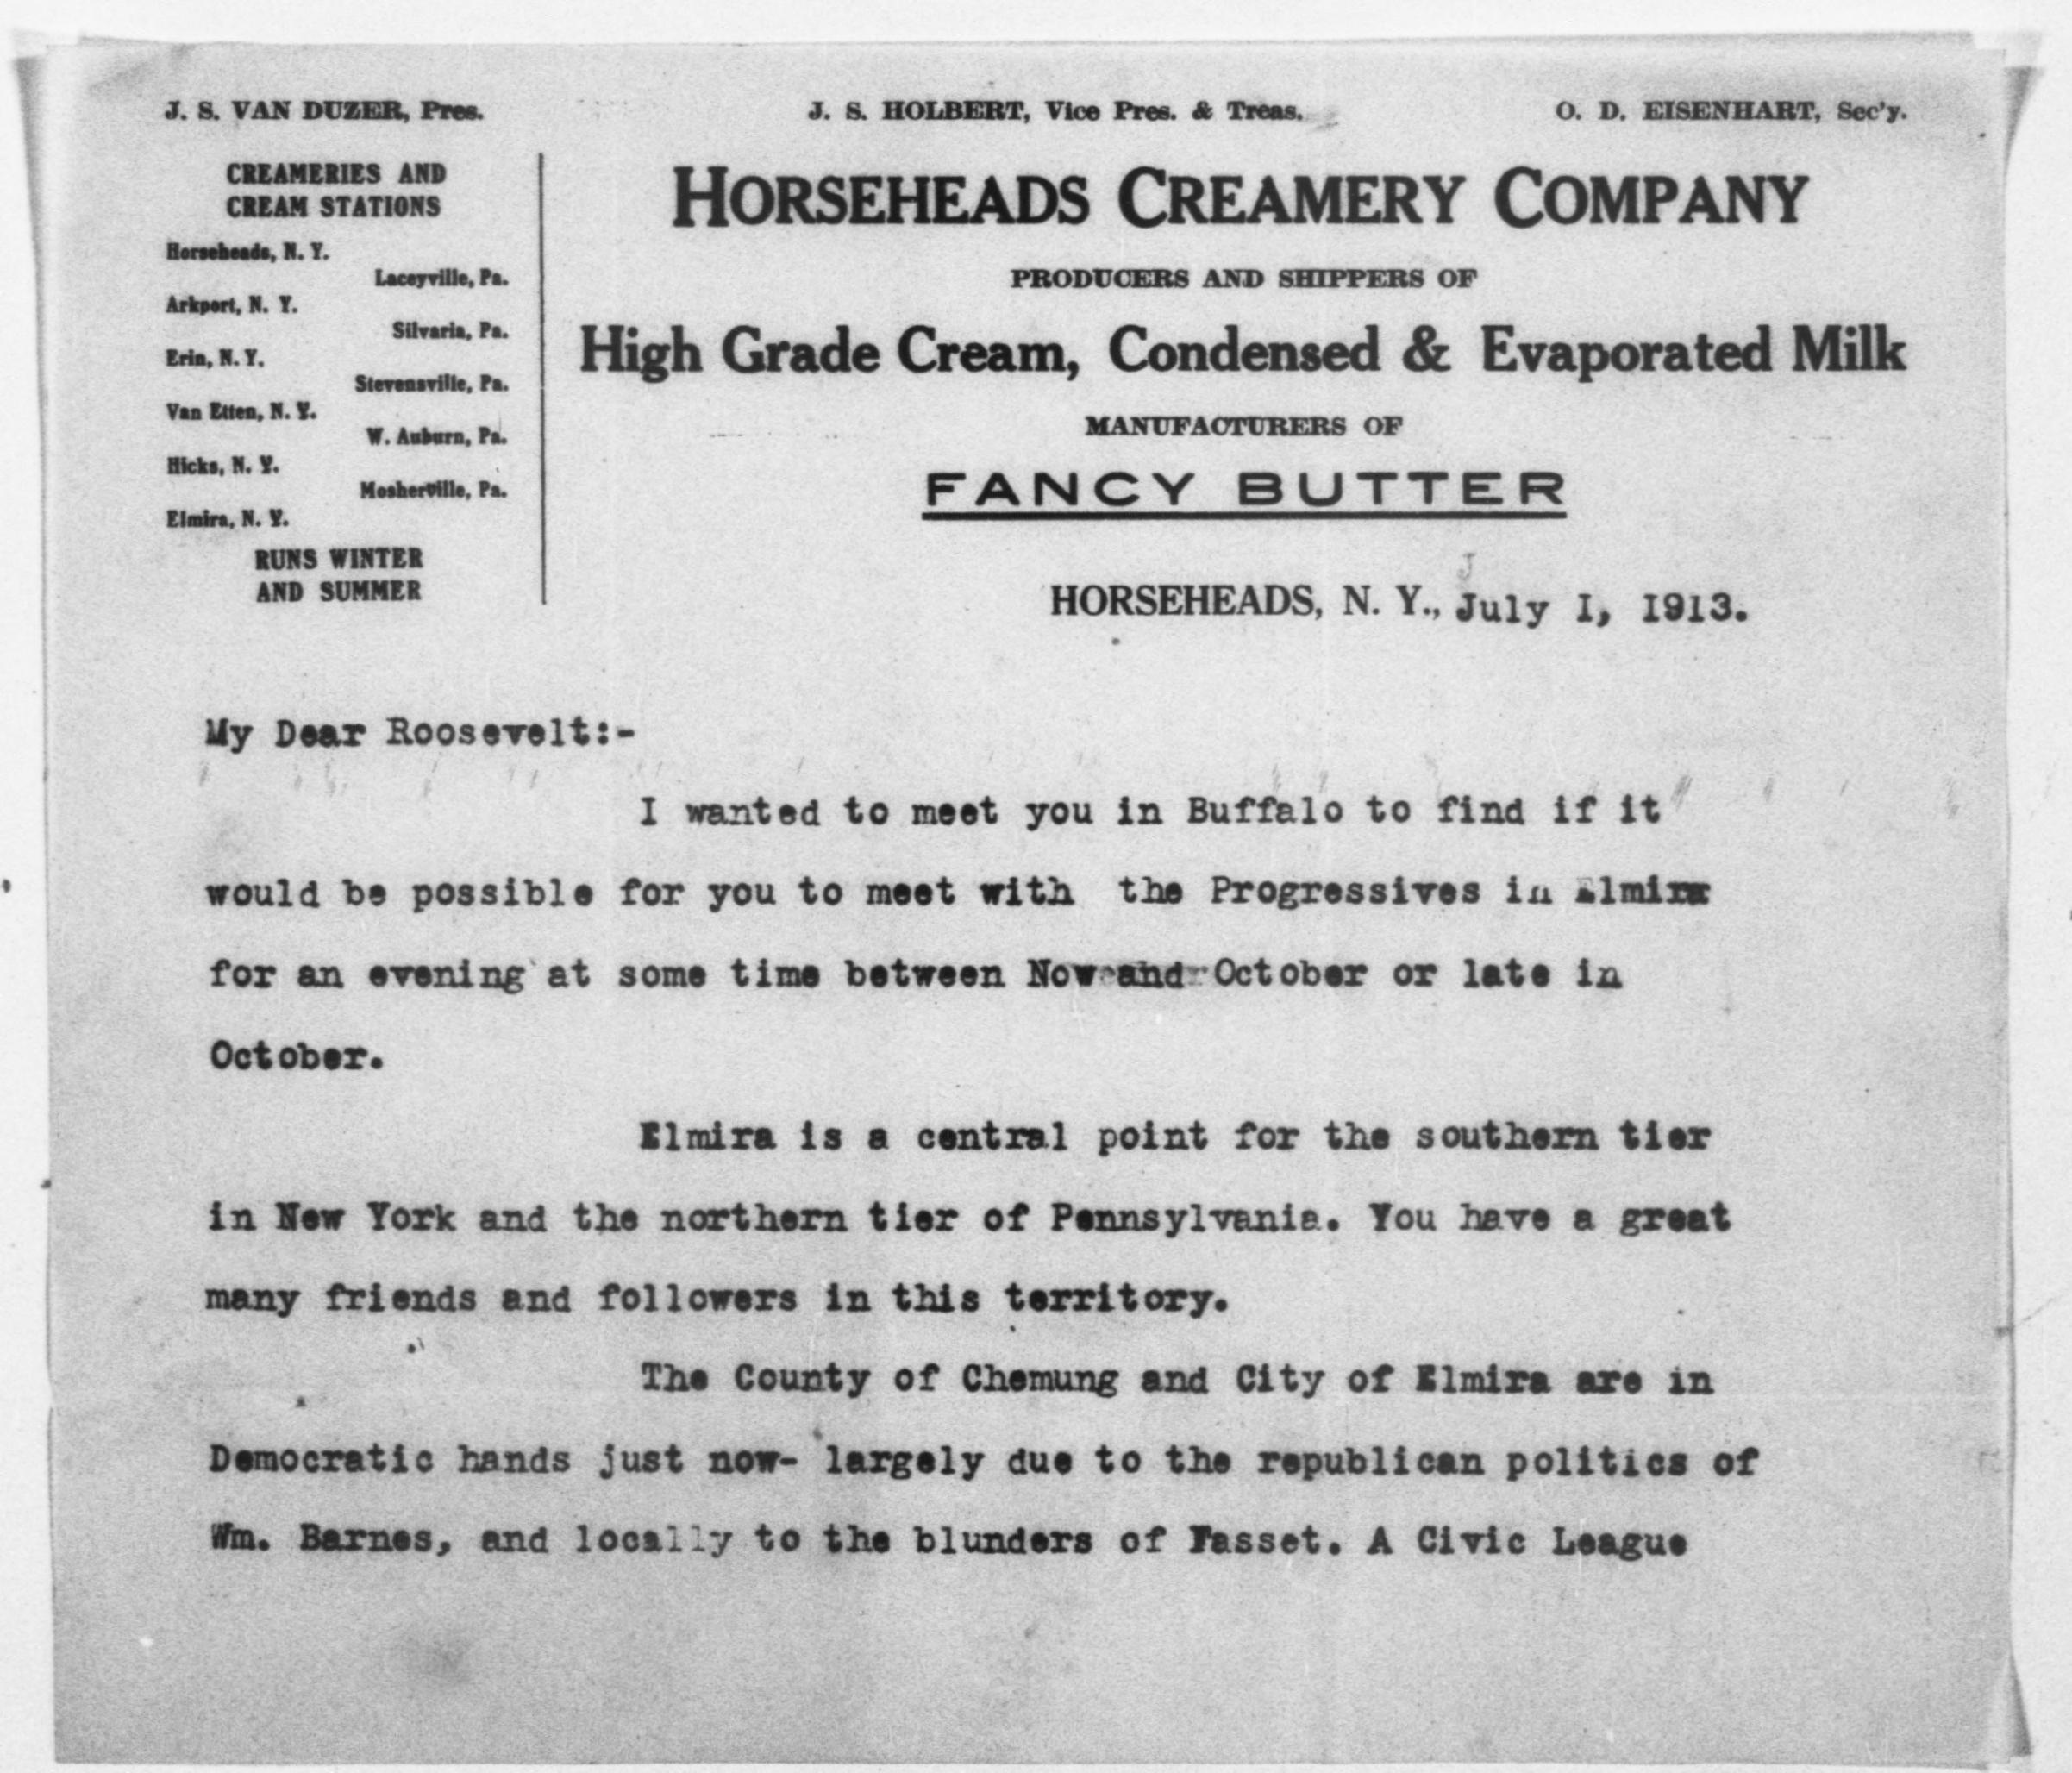 J. S. VAN DUZER, Pres. J. S. HOLBERT, Vice Pres. & Treas. O. D. EISENHART, Sec'y.
CREAMERIES AND
CREAM STATIONS
Horseheads, N. Y.
Laceyville, Pa.
Arkport, N. Y.
Silvaria, Pa.
Erin, N. Y.
Stevensville, Pa.
Van Etten, N. Y.
W. Auburn, Pa.
Hicks, N. Y.
Mosherville, Pa.
Elmira, N. Y.
RUNS WINTER
AND SUMMER
HORSEHEADS CREAMERY COMPANY
PRODUCERS AND SHIPPERS OF
High Grade Cream, Condensed & Evaporated Milk
MANUFACTURERS OF
FANCY BUTTER
HORSEHEADS, N. Y., July I, 1913.
My Dear Roosevelt:-
I wanted to meet you in Buffalo to find if it
would be possible for you to meet with the Progressives in Elmira
for an evening at some time between Now and October or late in
October.
Elmira is a central point for the southern tier
in New York and the northern tier of Pennsylvania. You have a great
many friends and followers in this territory.
The County of Chemung and City of Elmira are in
Democratic hands just now- largely due to the republican politics of
Wm. Barnes, and locally to the blunders of Fasset. A Civic League